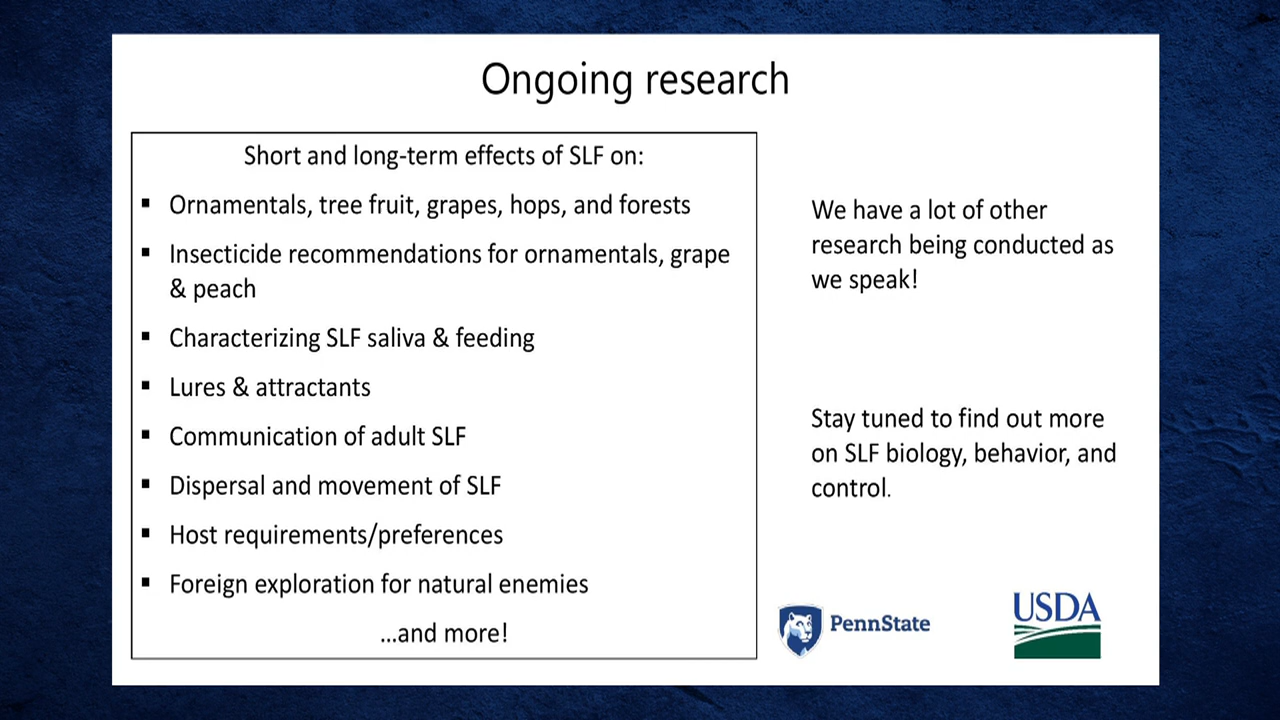 Ongoing research
Short and long-term effects of SLF on:
▪ Ornamentals, tree fruit, grapes, hops, and forests
▪ Insecticide recommendations for ornamentals, grape
& peach
▪ Characterizing SLF saliva & feeding
▪ Lures & attractants
▪ Communication of adult SLF
▪ Dispersal and movement of SLF
▪ Host requirements/preferences
▪ Foreign exploration for natural enemies
...and more!
We have a lot of other
research being conducted as
we speak!
Stay tuned to find out more
on SLF biology, behavior, and
control.
PennState
USDA